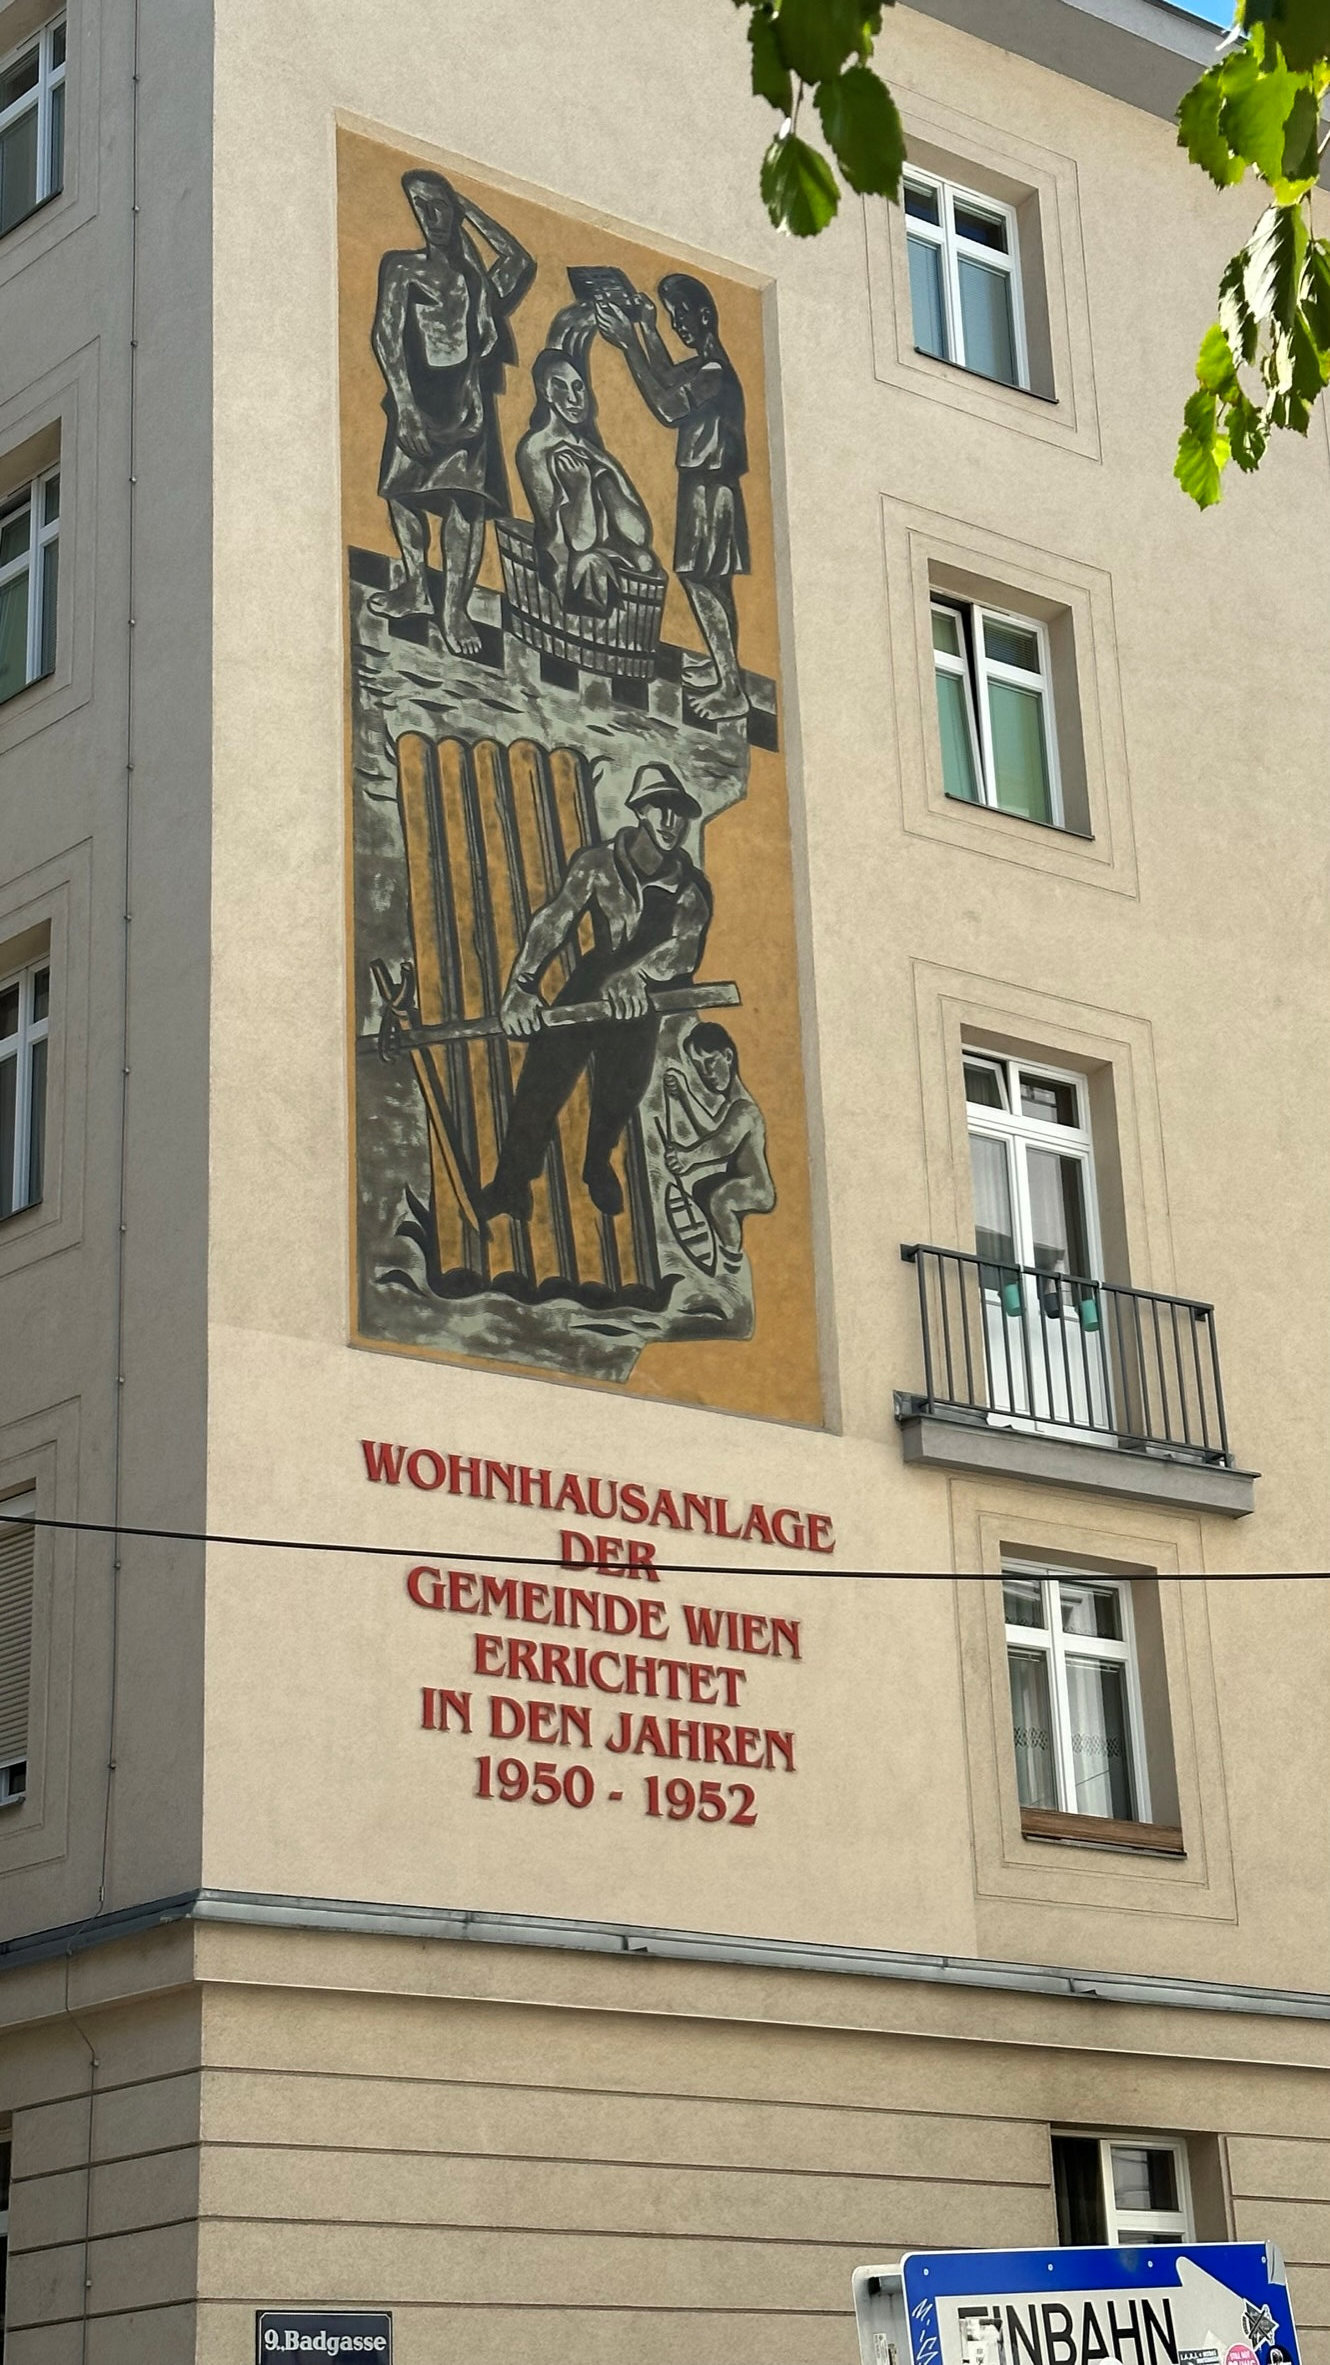 WOHNHAUSANLAGE
DER
GEMEINDE WIEN
ERRICHTET
IN DEN JAHREN
1950 - 1952
9.,Badgasse
EINBAHN